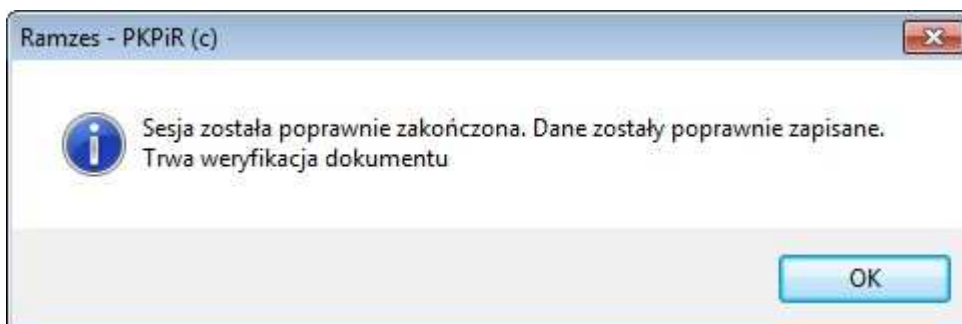 Ramzes - PKPiR (c)
Sesja została poprawnie zakończona. Dane zostały poprawnie zapisane.
Trwa weryfikacja dokumentu
OK